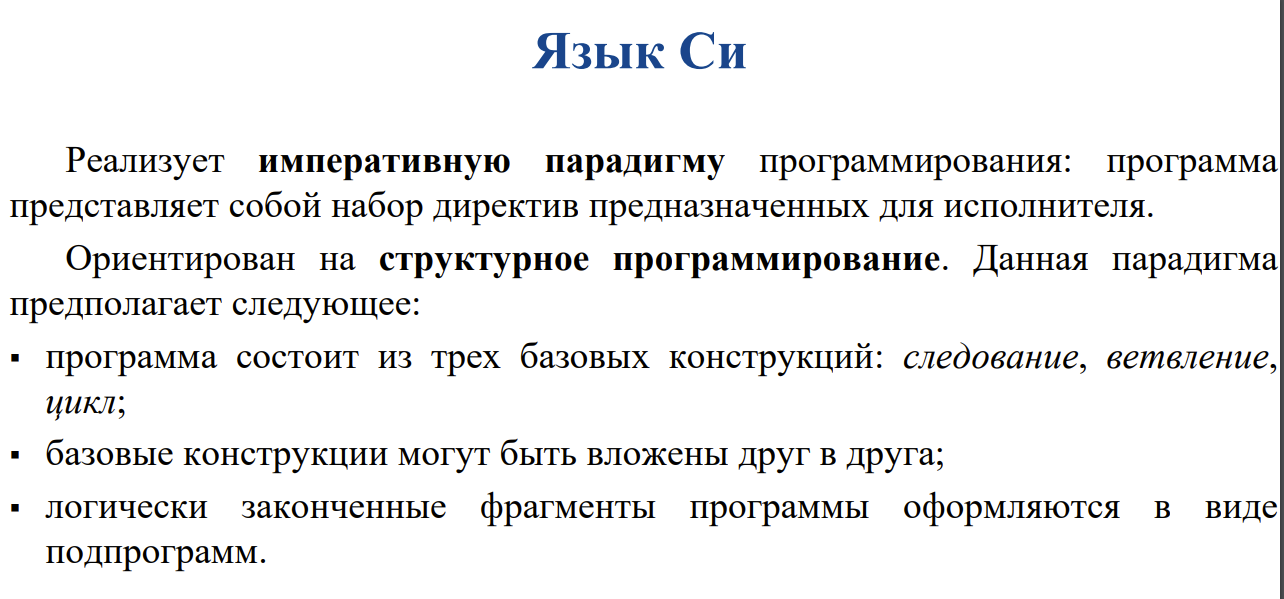 Язык Си
Реализует императивную парадигму программирования: программа
представляет собой набор директив предназначенных для исполнителя.
Ориентирован на структурное программирование. Данная парадигма
предполагает следующее:
▪ программа состоит из трех базовых конструкций: следование, ветвление,
цикл;
▪ базовые конструкции могут быть вложены друг в друга;
▪ логически законченные фрагменты программы оформляются в виде
подпрограмм.